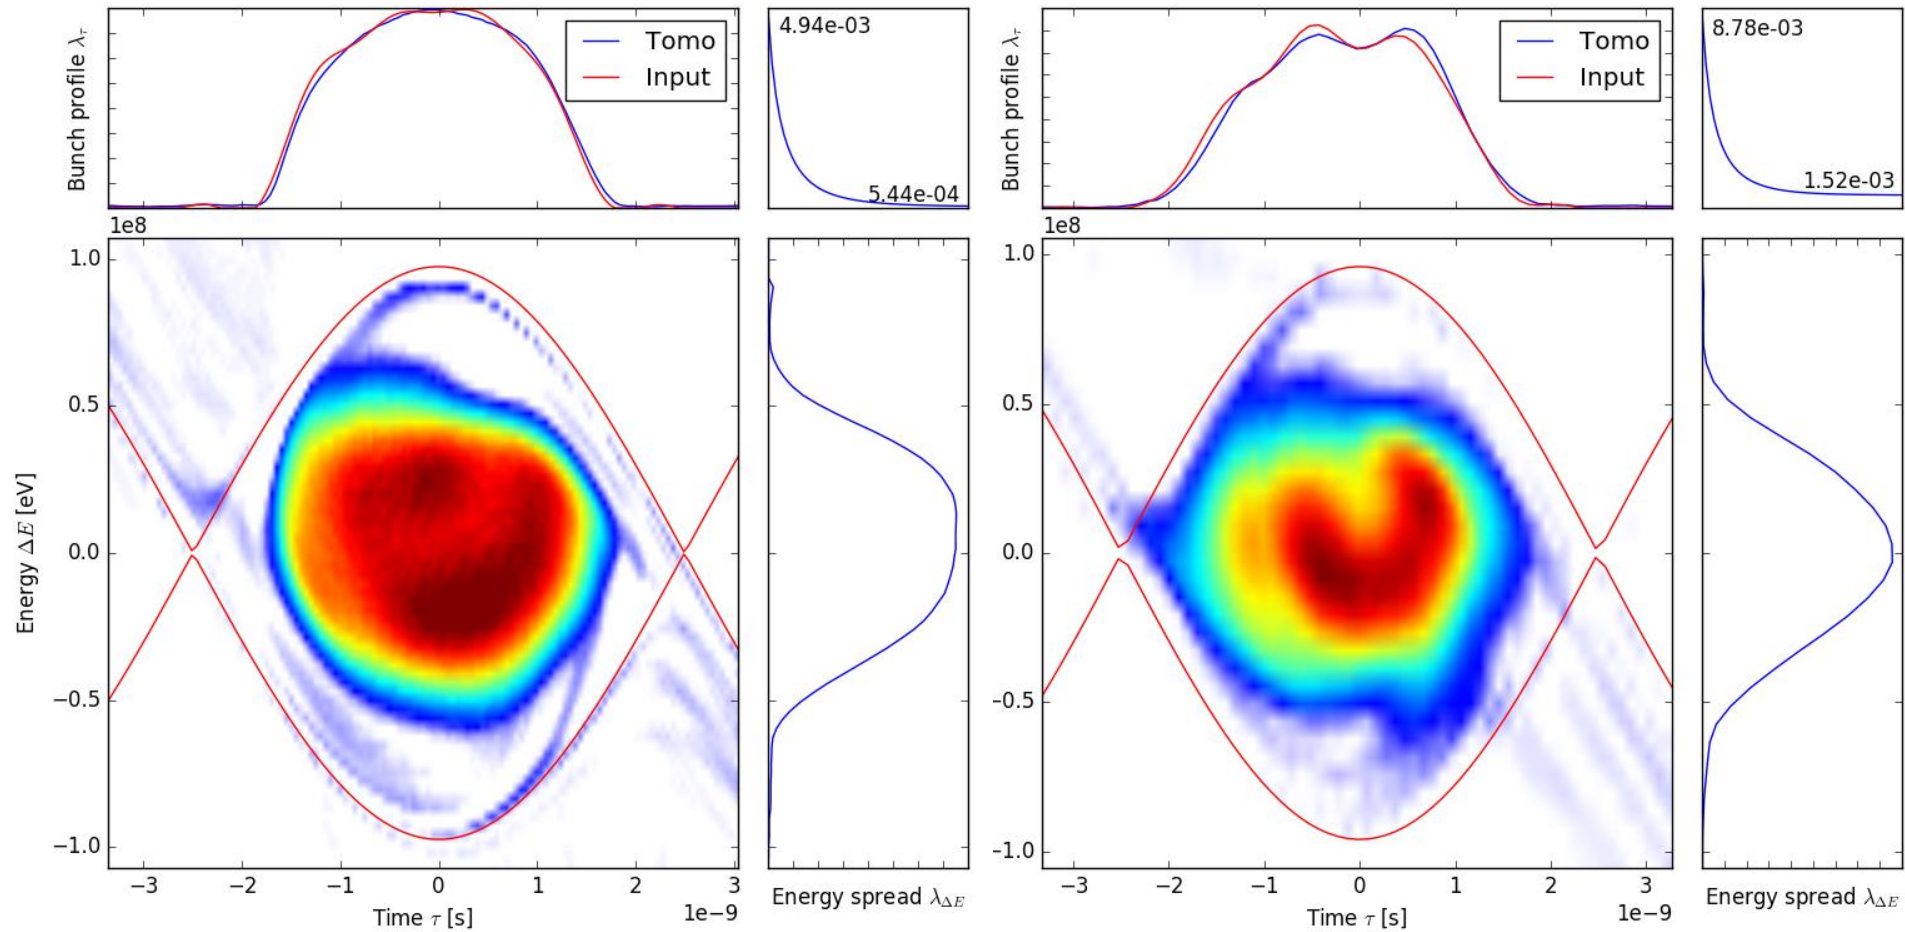 Bunch profile λτ
Tomo
Input
4.94e-03
5.44e-04
1e8
1.0
0.5
0.0
−0.5
−1.0
Energy ΔE [eV]
−3 −2 −1 0 1 2 3
Time τ [s]
1e−9
Energy spread λΔE
Bunch profile λτ
Tomo
Input
8.78e-03
1.52e-03
1e8
1.0
0.5
0.0
−0.5
−1.0
−3 −2 −1 0 1 2 3
Time τ [s]
1e−9
Energy spread λΔE